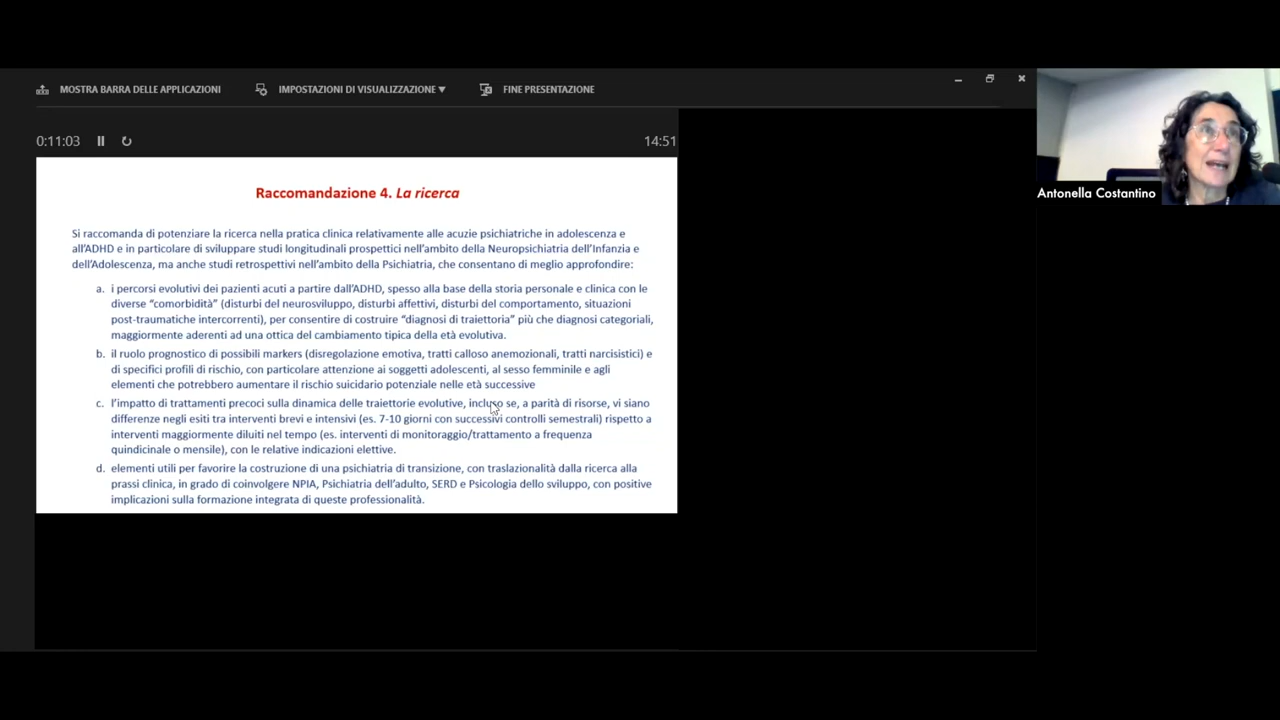 MOSTRA BARRA DELLE APPLICAZIONI
IMPOSTAZIONI DI VISUALIZZAZIONE ▼
FINE PRESENTAZIONE
0:11:03
14:51
Antonella Costantino
Raccomandazione 4. La ricerca
Si raccomanda di potenziare la ricerca nella pratica clinica relativamente alle acuzie psichiatriche in adolescenza e
all'ADHD e in particolare di sviluppare studi longitudinali prospettici nell'ambito della Neuropsichiatria dell'Infanzia e
dell'Adolescenza, ma anche studi retrospettivi nell'ambito della Psichiatria, che consentano di meglio approfondire:
a. i percorsi evolutivi dei pazienti acuti a partire dall'ADHD, spesso alla base della storia personale e clinica con le
diverse "comorbidità" (disturbi del neurosviluppo, disturbi affettivi, disturbi del comportamento, situazioni
post-traumatiche intercorrenti), per consentire di costruire "diagnosi di traiettoria" più che diagnosi categoriali,
maggiormente aderenti ad una ottica del cambiamento tipica della età evolutiva.
b. il ruolo prognostico di possibili markers (disregolazione emotiva, tratti calloso anemozionali, tratti narcisistici) e
di specifici profili di rischio, con particolare attenzione ai soggetti adolescenti, al sesso femminile e agli
elementi che potrebbero aumentare il rischio suicidario potenziale nelle età successive
c. l'impatto di trattamenti precoci sulla dinamica delle traiettorie evolutive, incluso se, a parità di risorse, vi siano
differenze negli esiti tra interventi brevi e intensivi (es. 7-10 giorni con successivi controlli semestrali) rispetto a
interventi maggiormente diluiti nel tempo (es. interventi di monitoraggio/trattamento a frequenza
quindicinale o mensile), con le relative indicazioni elettive.
d. elementi utili per favorire la costruzione di una psichiatria di transizione, con traslazionalità dalla ricerca alla
prassi clinica, in grado di coinvolgere NPIA, Psichiatria dell'adulto, SERD e Psicologia dello sviluppo, con positive
implicazioni sulla formazione integrata di queste professionalità.